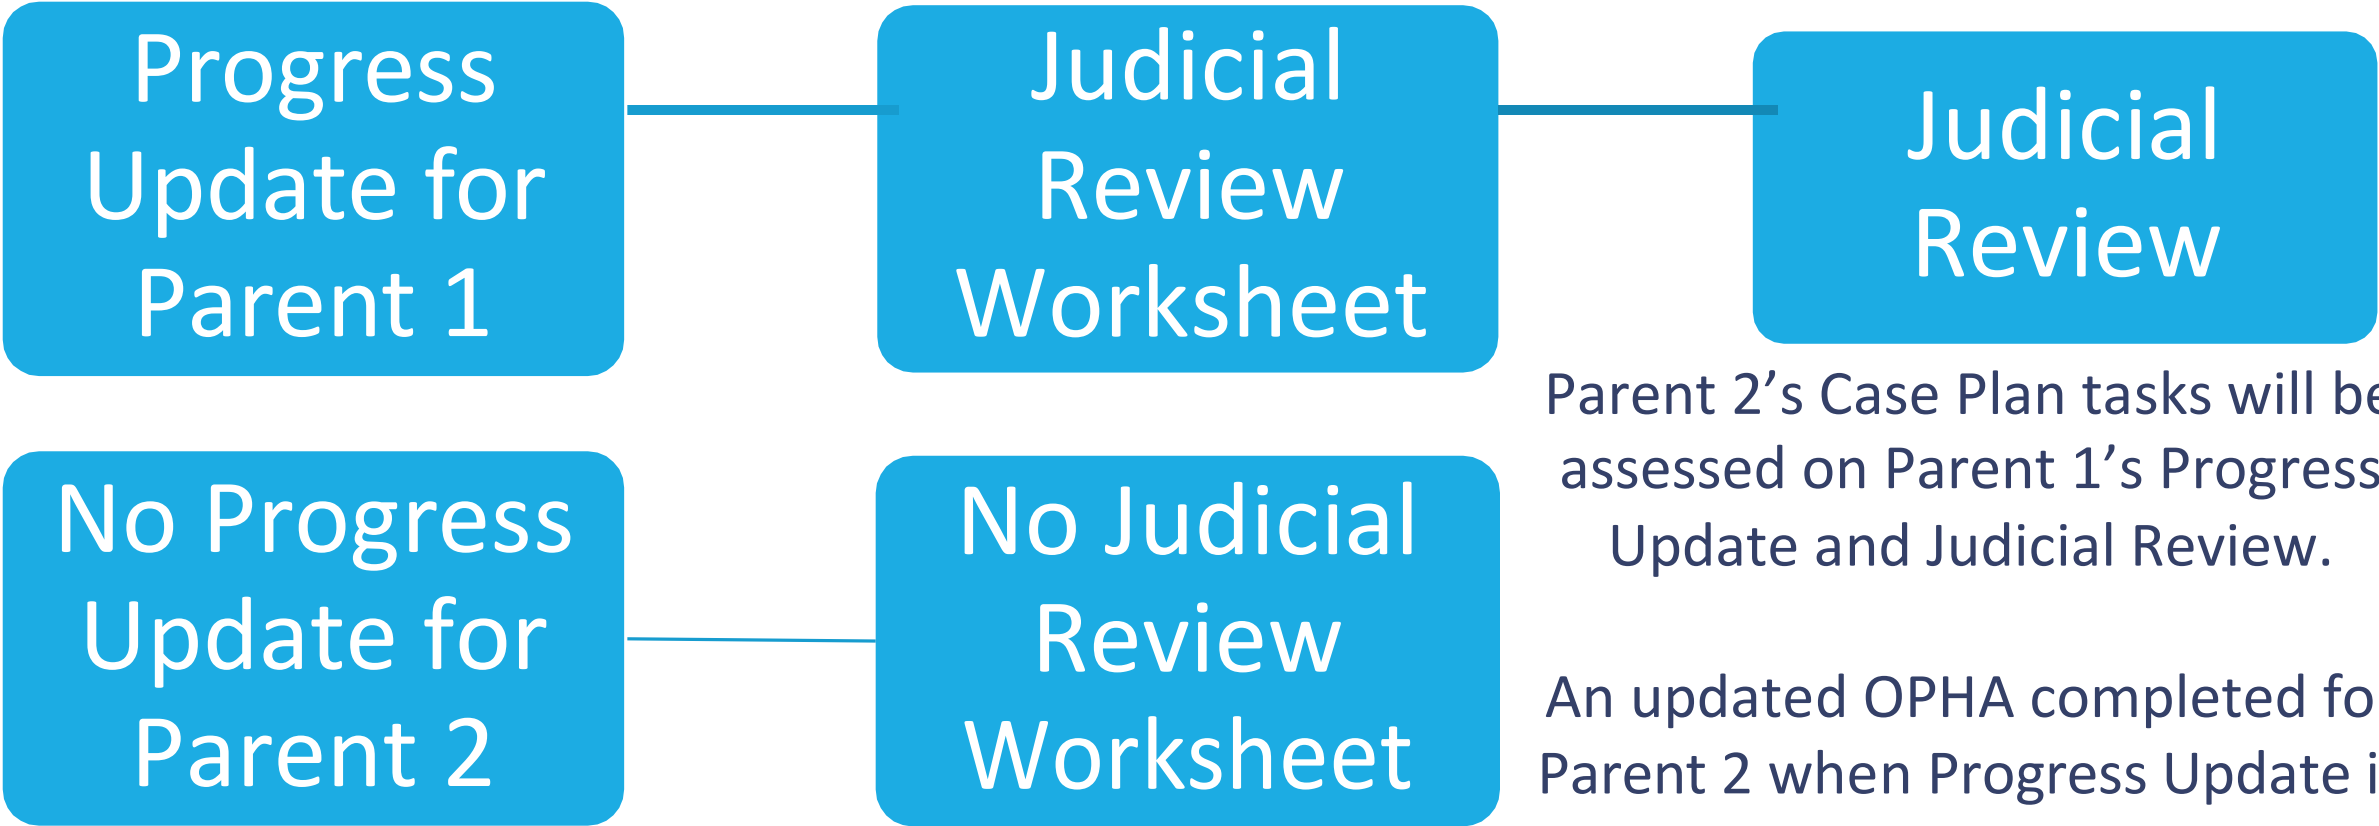 Progress
Update for
Parent 1
Judicial
Review
Worksheet
Judicial
Review
No Progress
Update for
Parent 2
No Judicial
Review
Worksheet
Parent 2’s Case Plan tasks will be
assessed on Parent 1’s Progress
Update and Judicial Review.
An updated OPHA completed fo
Parent 2 when Progress Update i